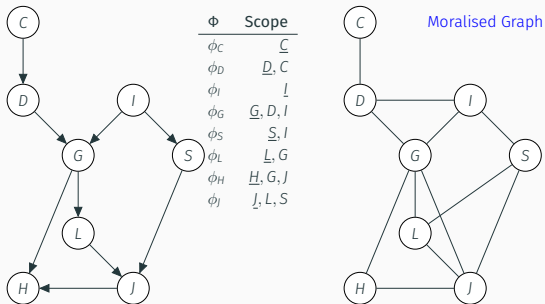 C
D
I
G
S
L
H
J
Φ Scope
ϕC C
ϕD D, C
ϕI I
ϕG G, D, I
ϕS S, I
ϕL L, G
ϕH H, G, J
ϕJ J, L, S
Moralised Graph
C
D
I
G
S
L
H
J